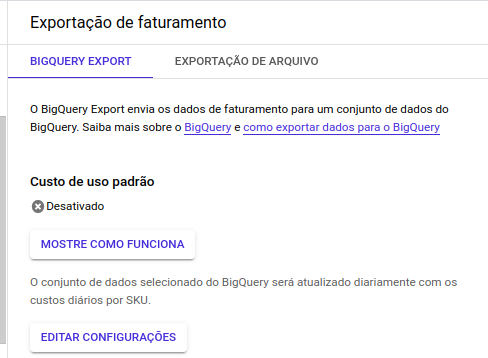 Exportação de faturamento
BIGQUERY EXPORT EXPORTAÇÃO DE ARQUIVO
O BigQuery Export envia os dados de faturamento para um conjunto de dados do
BigQuery. Saiba mais sobre o BigQuery e como exportar dados para o BigQuery
Custo de uso padrão
Desativado
MOSTRE COMO FUNCIONA
O conjunto de dados selecionado do BigQuery será atualizado diariamente com os
custos diários por SKU.
EDITAR CONFIGURAÇÕES